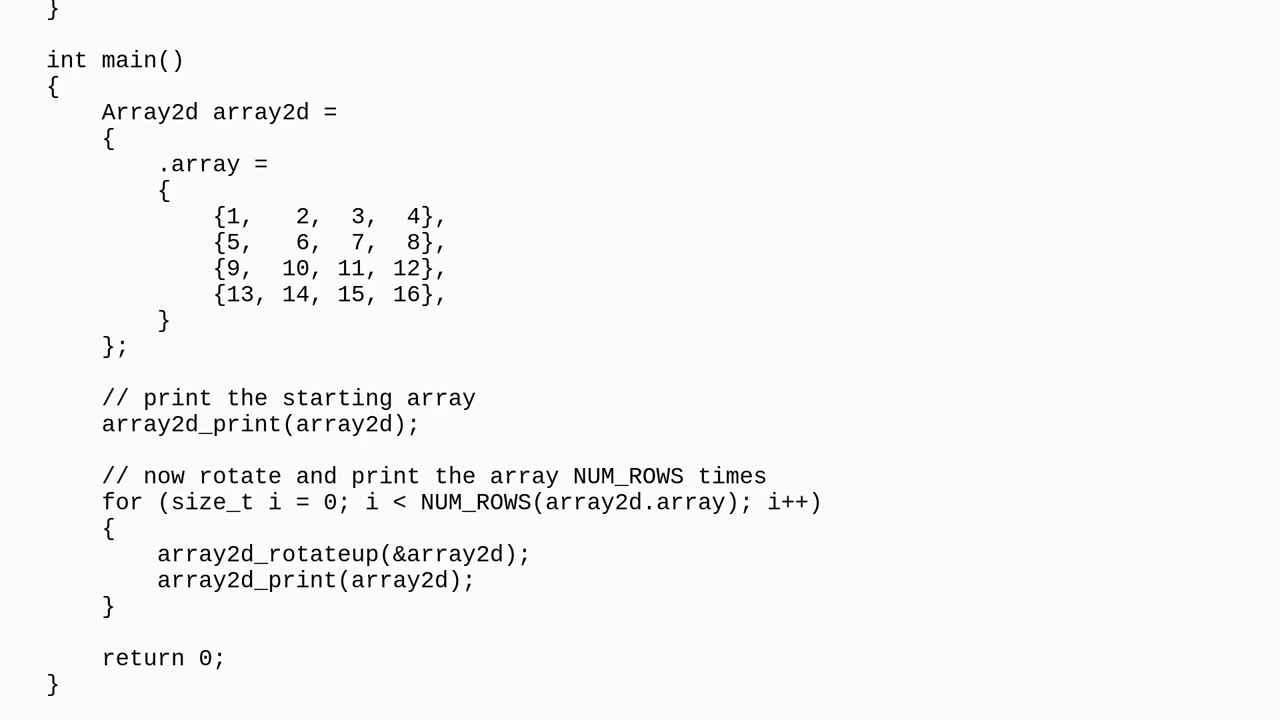 }
int main()
{
    Array2d array2d =
    {
        .array =
        {
            {1,   2,  3,  4},
            {5,   6,  7,  8},
            {9,  10, 11, 12},
            {13, 14, 15, 16},
        }
    };
    // print the starting array
    array2d_print(array2d);
    // now rotate and print the array NUM_ROWS times
    for (size_t i = 0; i < NUM_ROWS(array2d.array); i++)
    {
        array2d_rotateup(&array2d);
        array2d_print(array2d);
    }
    return 0;
}